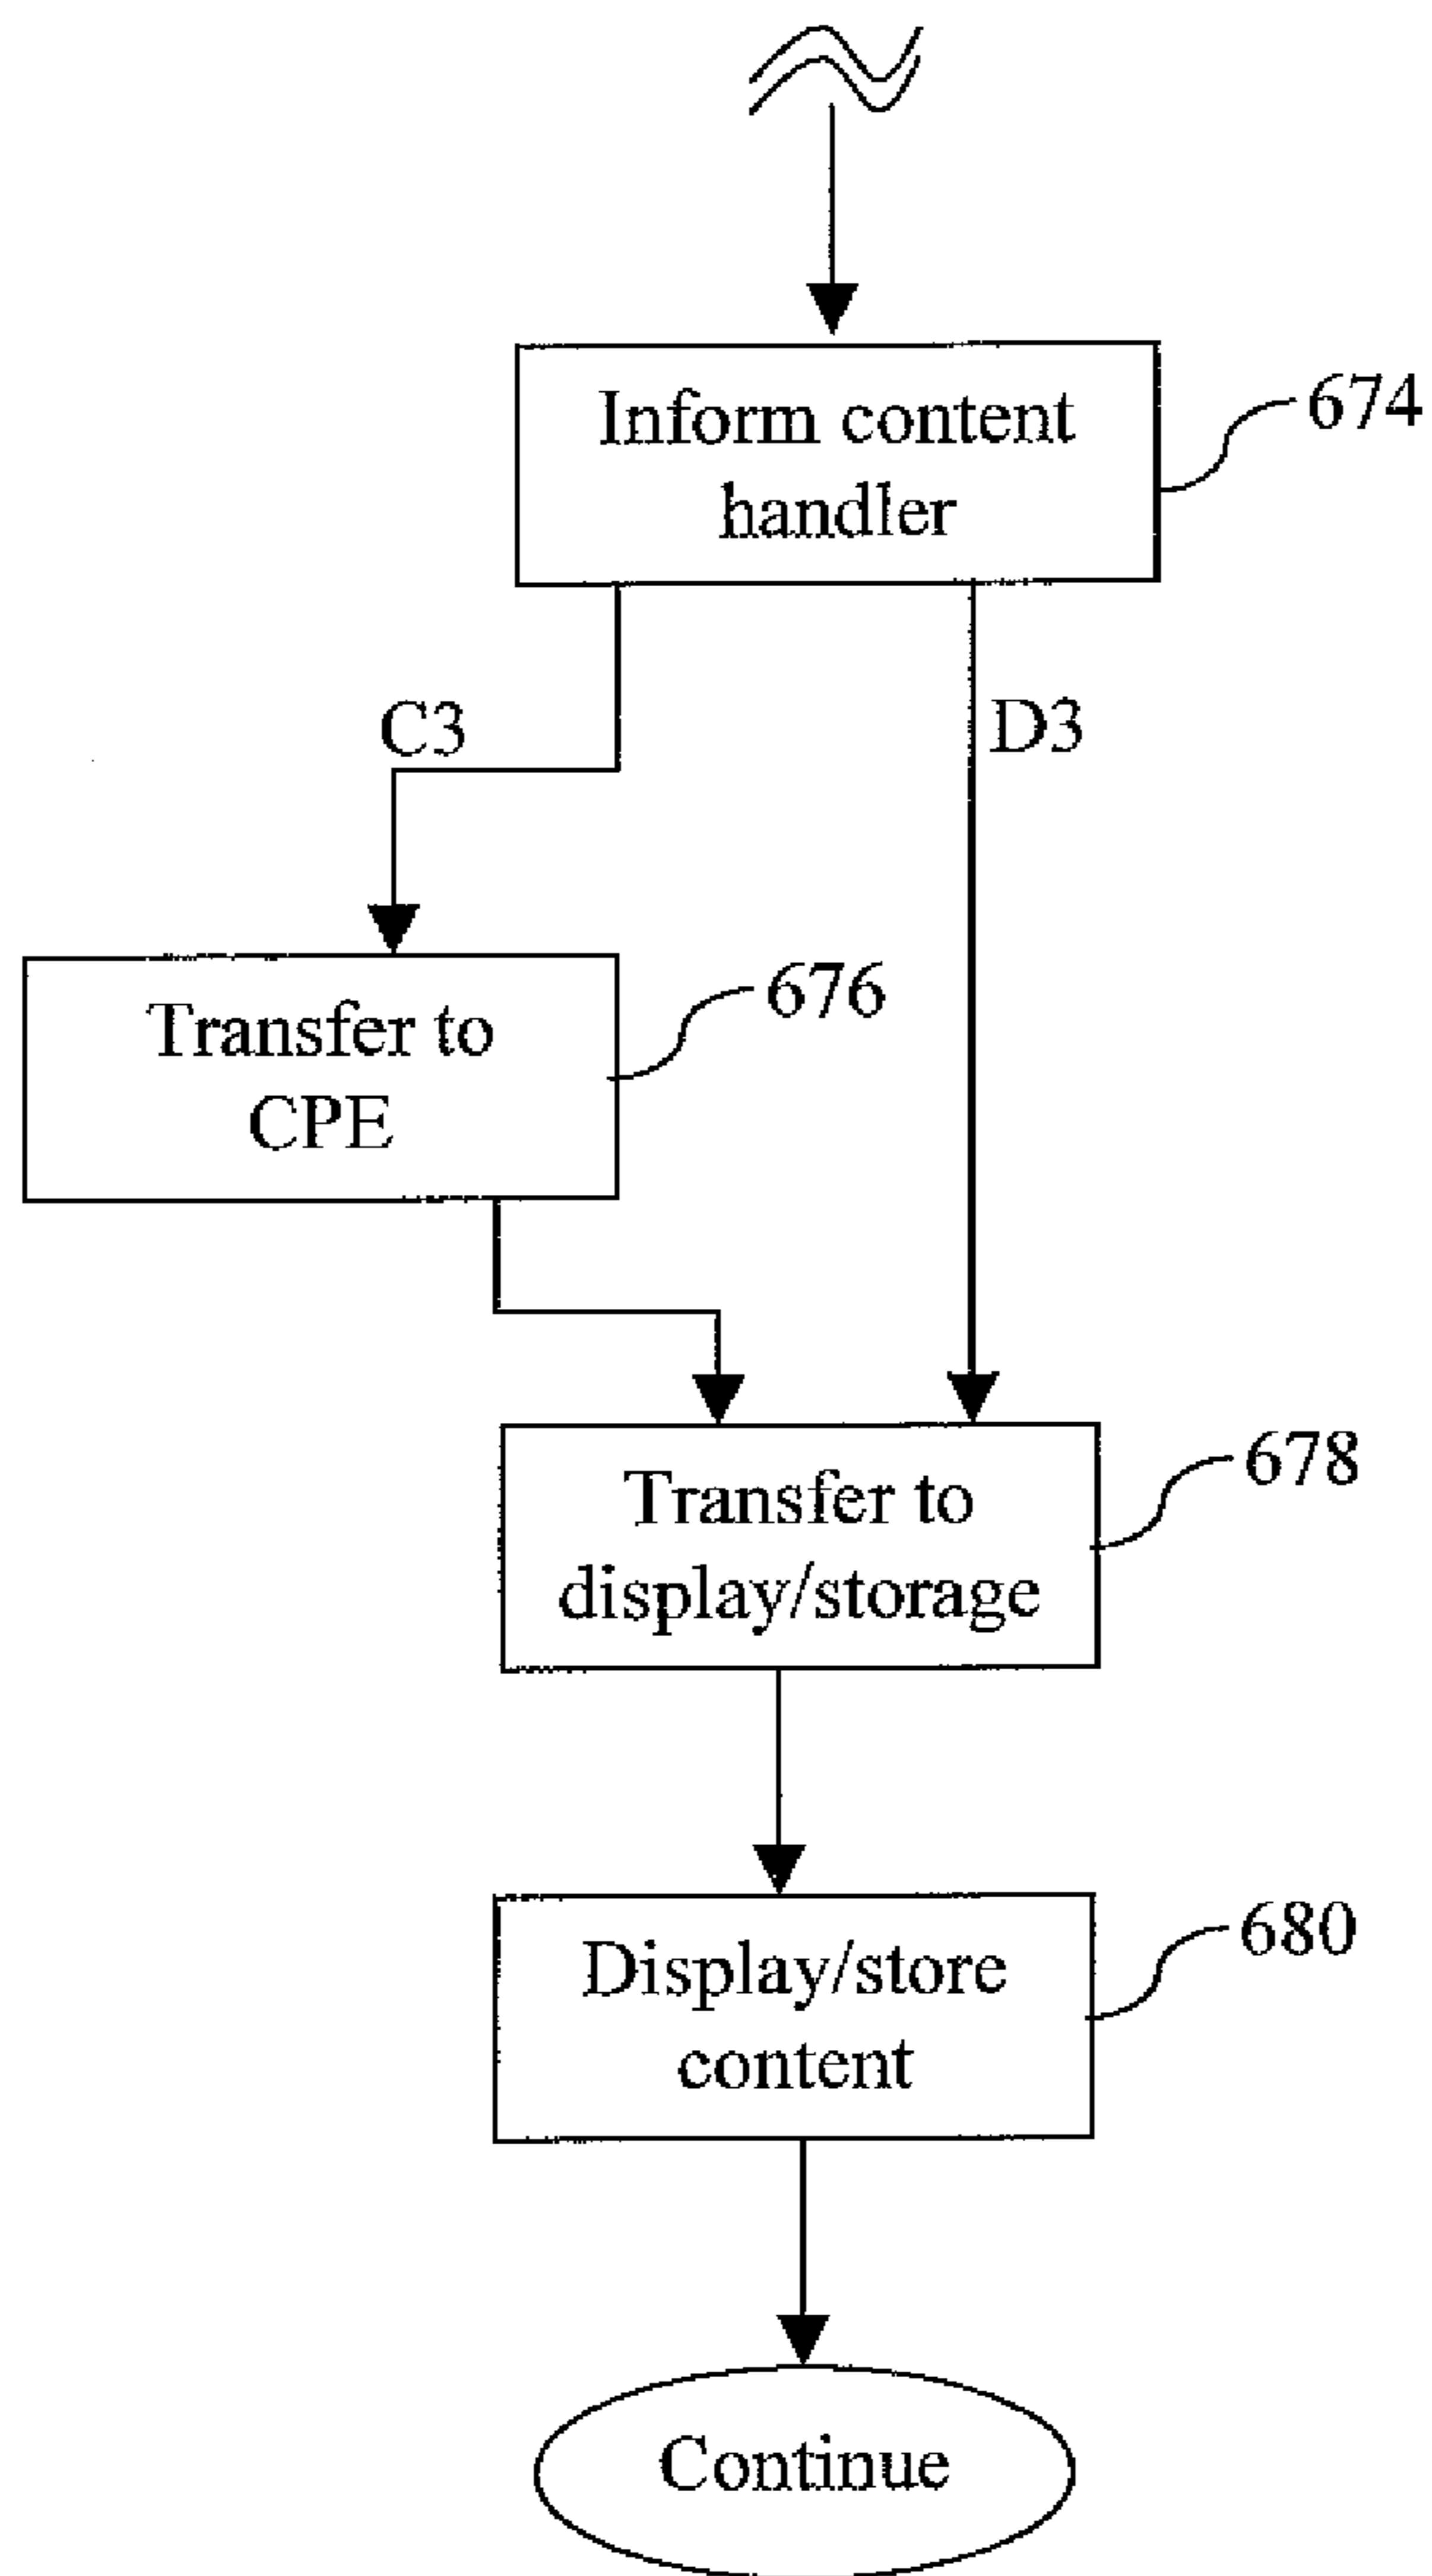 Inform content
handler
674
C3
D3
Transfer to
CPE
676
Transfer to
display/storage
678
Display/store
content
680
Continue